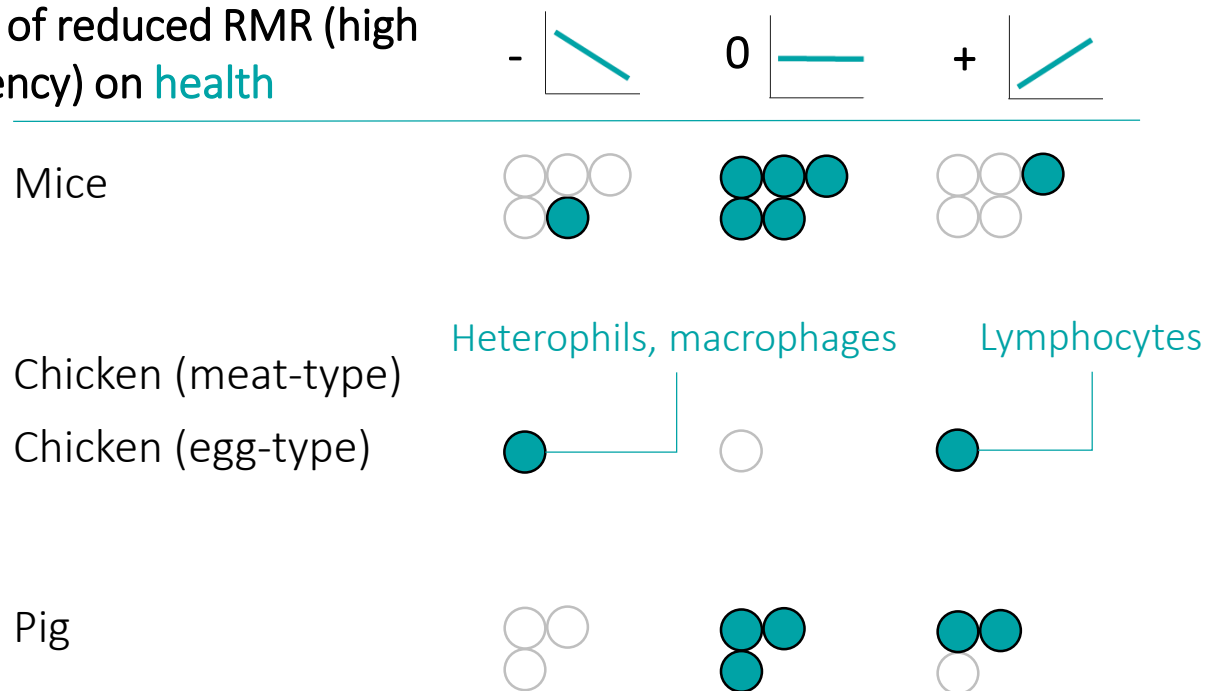 of reduced RMR (high
ency) on health
- 0 +
Mice
Heterophils, macrophages Lymphocytes
Chicken (meat-type)
Chicken (egg-type)
Pig